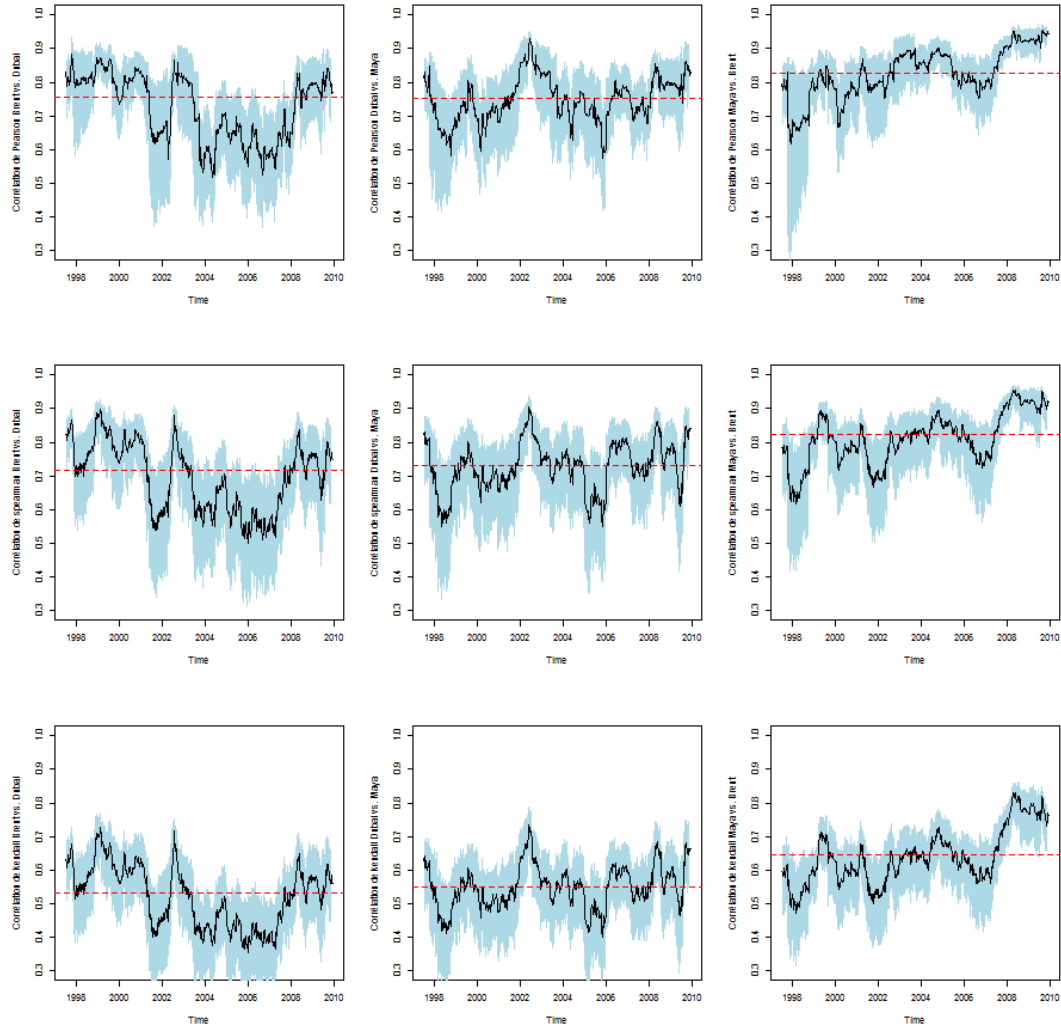 Corrélation de Pearson Brent vs. Dubai
0.3 0.4 0.5 0.6 0.7 0.8 0.9 1.0
1998 2000 2002 2004 2006 2008 2010
Time
Corrélation de Pearson Dubai vs. Maya
0.3 0.4 0.5 0.6 0.7 0.8 0.9 1.0
1998 2000 2002 2004 2006 2008 2010
Time
Corrélation de Pearson Maya vs. Brent
0.3 0.4 0.5 0.6 0.7 0.8 0.9 1.0
1998 2000 2002 2004 2006 2008 2010
Time
Corrélation de spearman Brent vs. Dubai
0.3 0.4 0.5 0.6 0.7 0.8 0.9 1.0
1998 2000 2002 2004 2006 2008 2010
Time
Corrélation de spearman Dubai vs. Maya
0.3 0.4 0.5 0.6 0.7 0.8 0.9 1.0
1998 2000 2002 2004 2006 2008 2010
Time
Corrélation de spearman Maya vs. Brent
0.3 0.4 0.5 0.6 0.7 0.8 0.9 1.0
1998 2000 2002 2004 2006 2008 2010
Time
Corrélation de kendall Brent vs. Dubai
0.3 0.4 0.5 0.6 0.7 0.8 0.9 1.0
1998 2000 2002 2004 2006 2008 2010
Time
Corrélation de kendall Dubai vs. Maya
0.3 0.4 0.5 0.6 0.7 0.8 0.9 1.0
1998 2000 2002 2004 2006 2008 2010
Time
Corrélation de kendall Maya vs. Brent
0.3 0.4 0.5 0.6 0.7 0.8 0.9 1.0
1998 2000 2002 2004 2006 2008 2010
Time